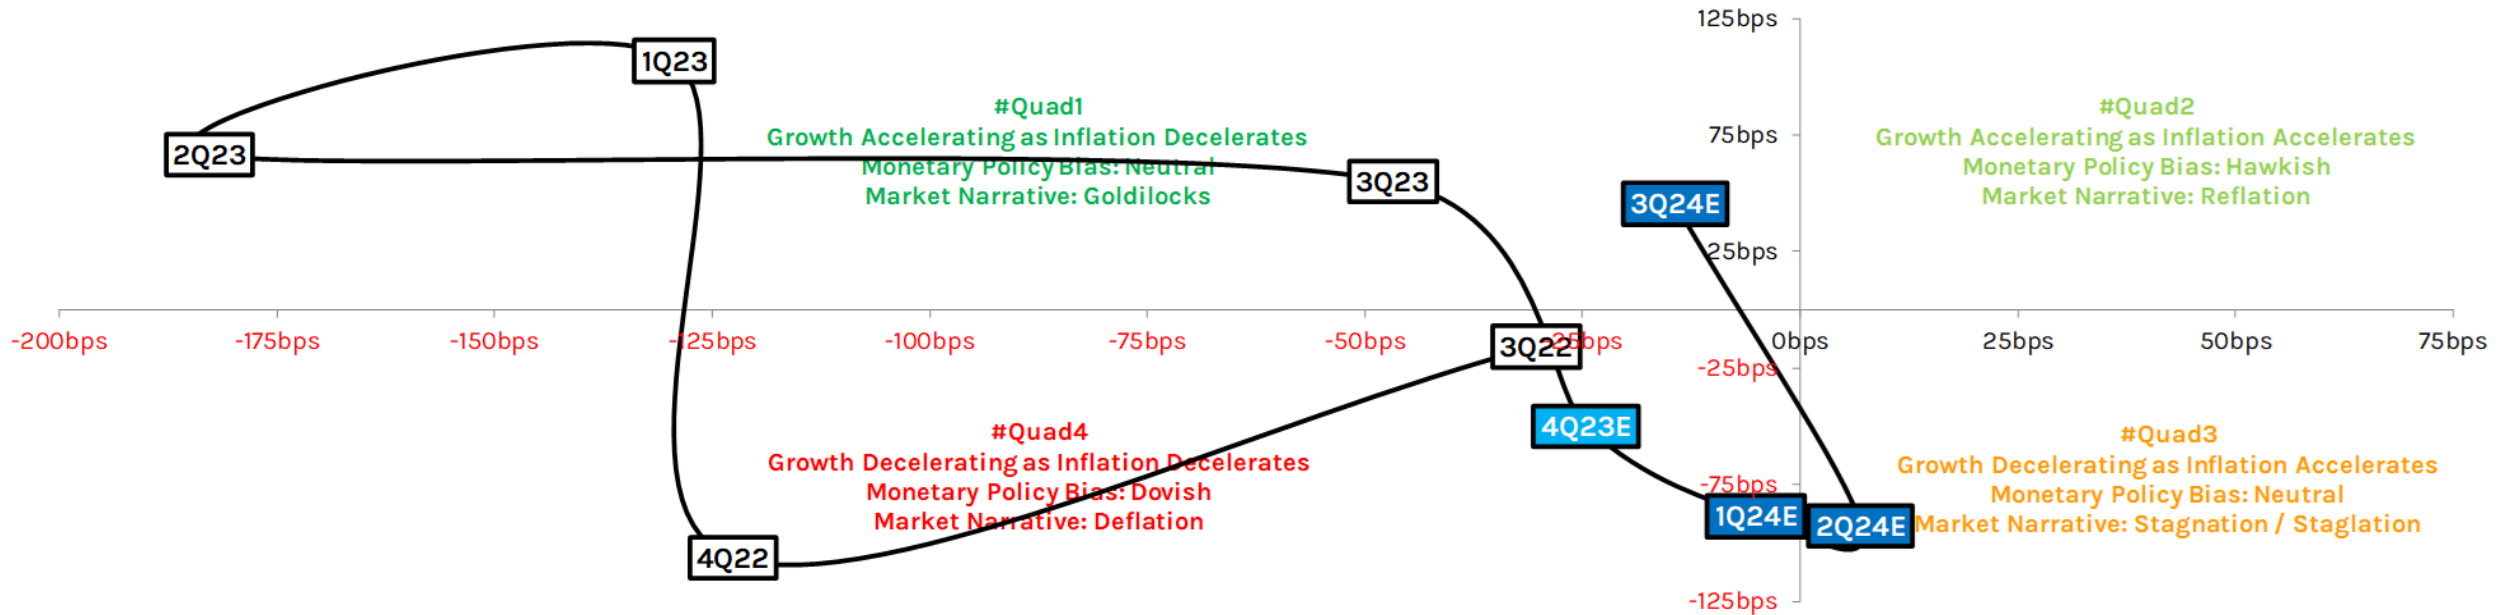 125bps
1Q23
#Quad1
#Quad2
75bps
Growth Accelerating as Inflation Decelerates
Growth Accelerating as Inflation Accelerates
2Q23
Monetary Policy Bias: Neutral
Monetary Policy Bias: Hawkish
3Q23
Market Narrative: Goldilocks
3Q24E
Market Narrative: Reflation
25bps
-200bps
-175bps
-150bps
-125bps
-100bps
-75bps
-50bps
3Q22
-25bps
0bps
25bps
50bps
75bps
-25bps
#Quad4
4Q23E
#Quad3
Growth Decelerating as Inflation Decelerates
Growth Decelerating as Inflation Accelerates
-75bps
Monetary Policy Bias: Dovish
Monetary Policy Bias: Neutral
Market Narrative: Deflation
1Q24E
2Q24E
Market Narrative: Stagnation / Staglation
4Q22
-125bps